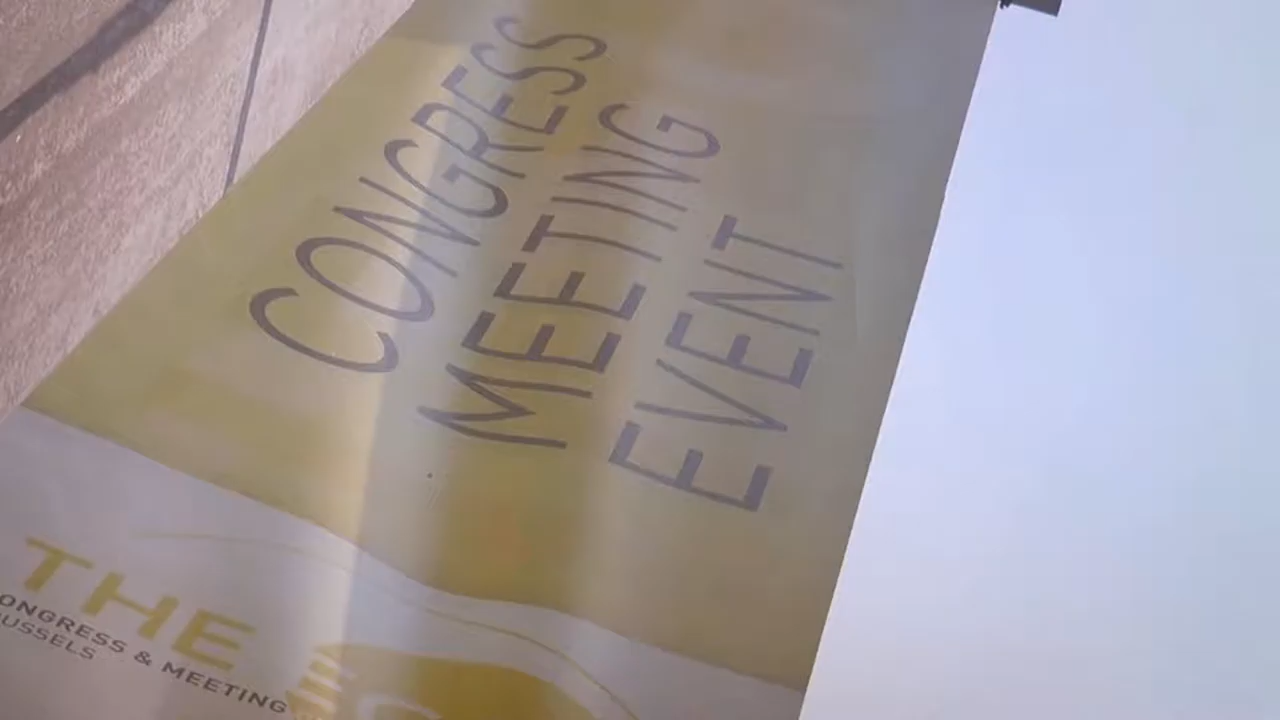 CONGRESS
MEETING
EVENT
THE
ONGRESS & MEETING
USSELS